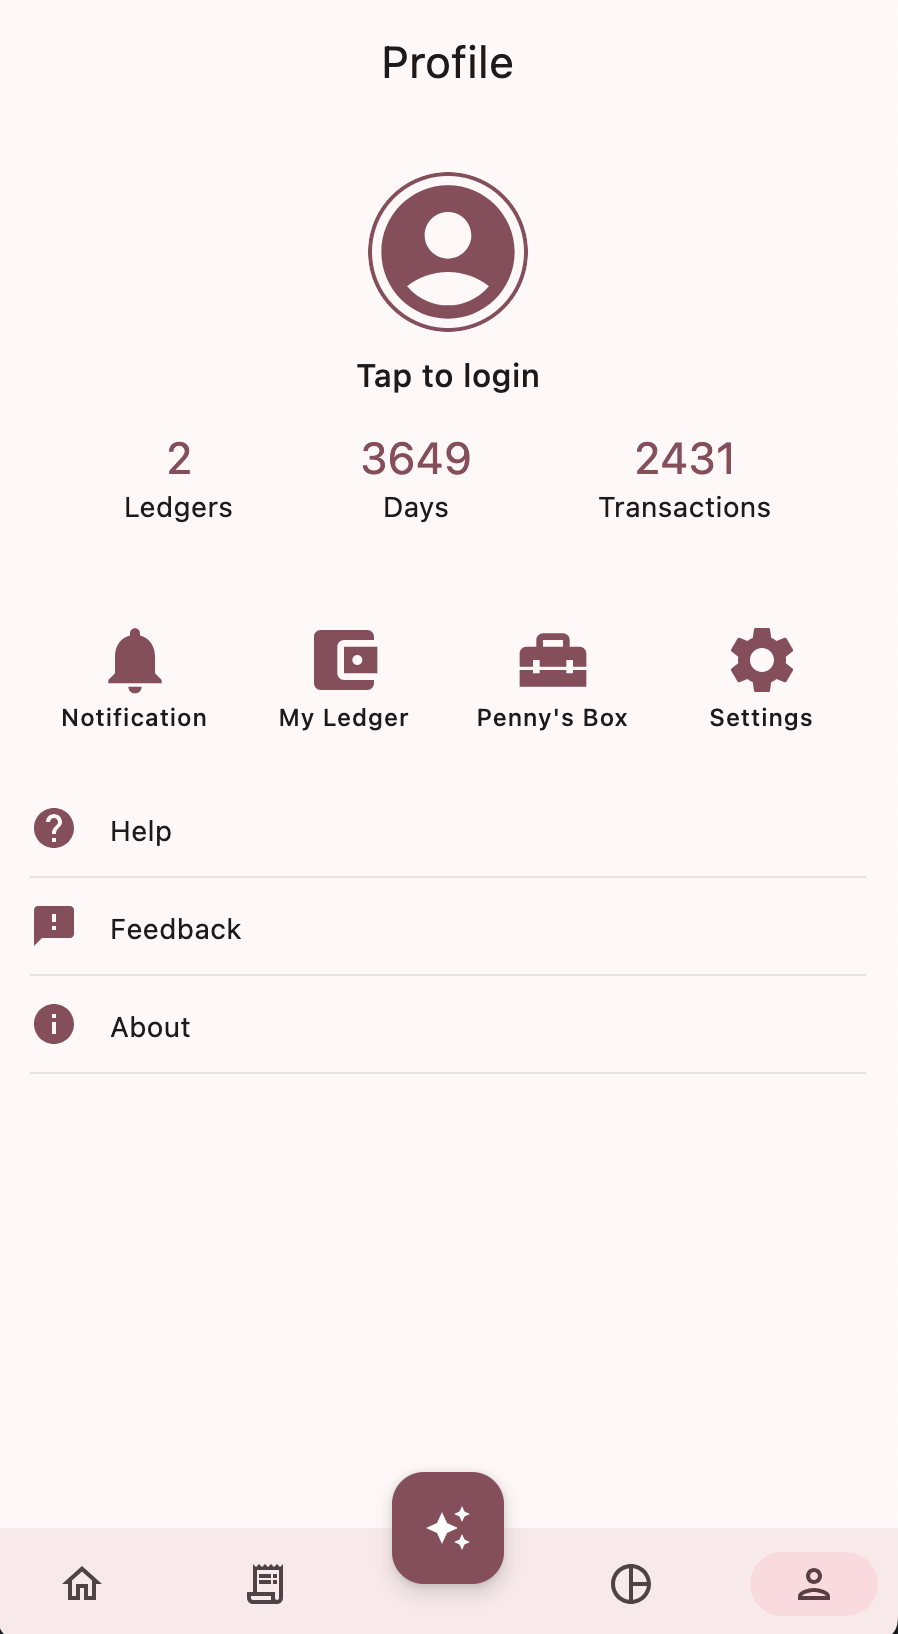 Profile
Tap to login
2 3649 2431
Ledgers Days Transactions
Notification My Ledger Penny's Box Settings
Help
Feedback
About